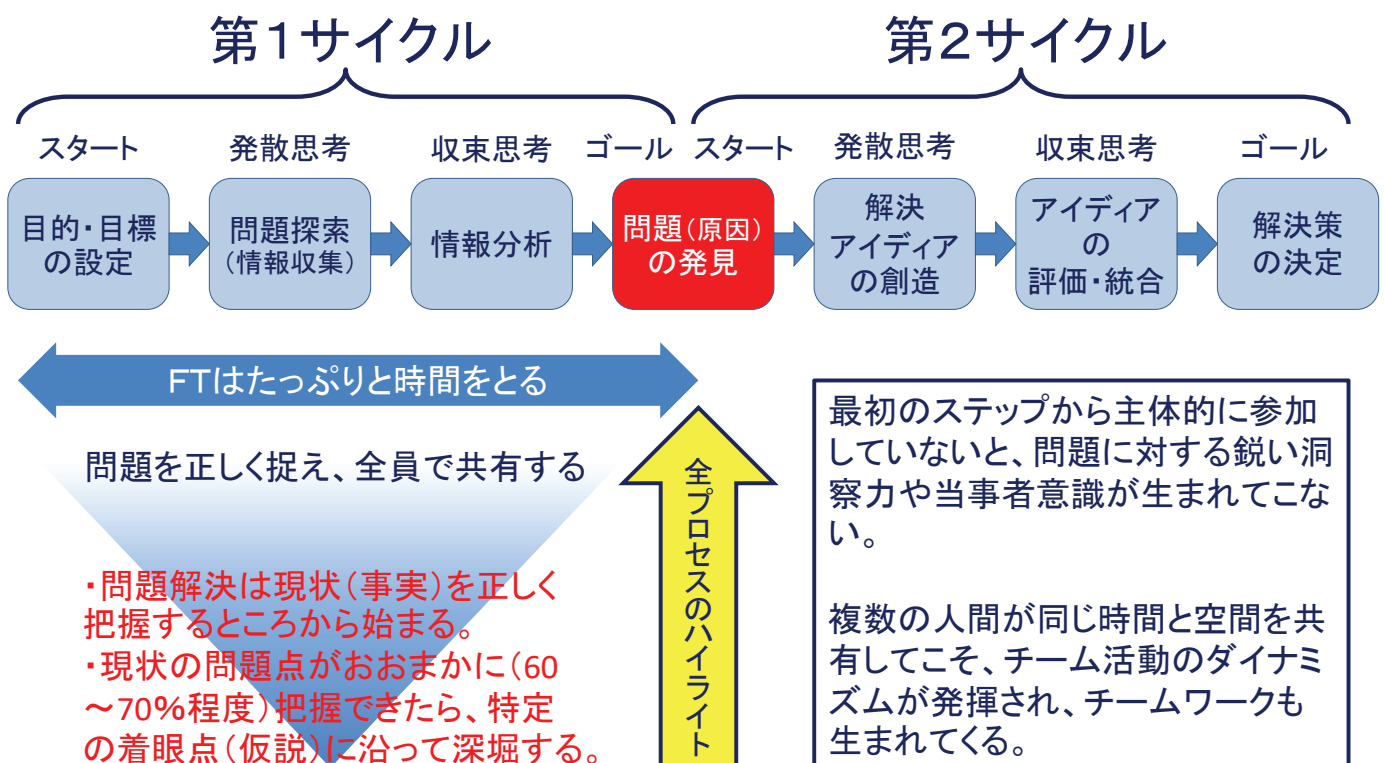 第1サイクル
第2サイクル
スタート
発散思考
収束思考
ゴール
スタート
発散思考
収束思考
ゴール
目的・目標
の設定
問題探索
(情報収集)
情報分析
問題(原因)
の発見
解決
アイディア
の創造
アイディア
の
評価・統合
解決策
の決定
FTはたっぷりと時間をとる
問題を正しく捉え、全員で共有する
・問題解決は現状(事実)を正しく
把握するところから始まる。
・現状の問題点がおおまかに(60
～70%程度)把握できたら、特定
の着眼点(仮説)に沿って深堀する。
全プロセスのハイライト
最初のステップから主体的に参加
していないと、問題に対する鋭い洞
察力や当事者意識が生まれてこな
い。
複数の人間が同じ時間と空間を共
有してこそ、チーム活動のダイナミ
ズムが発揮され、チームワークも
生まれてくる。